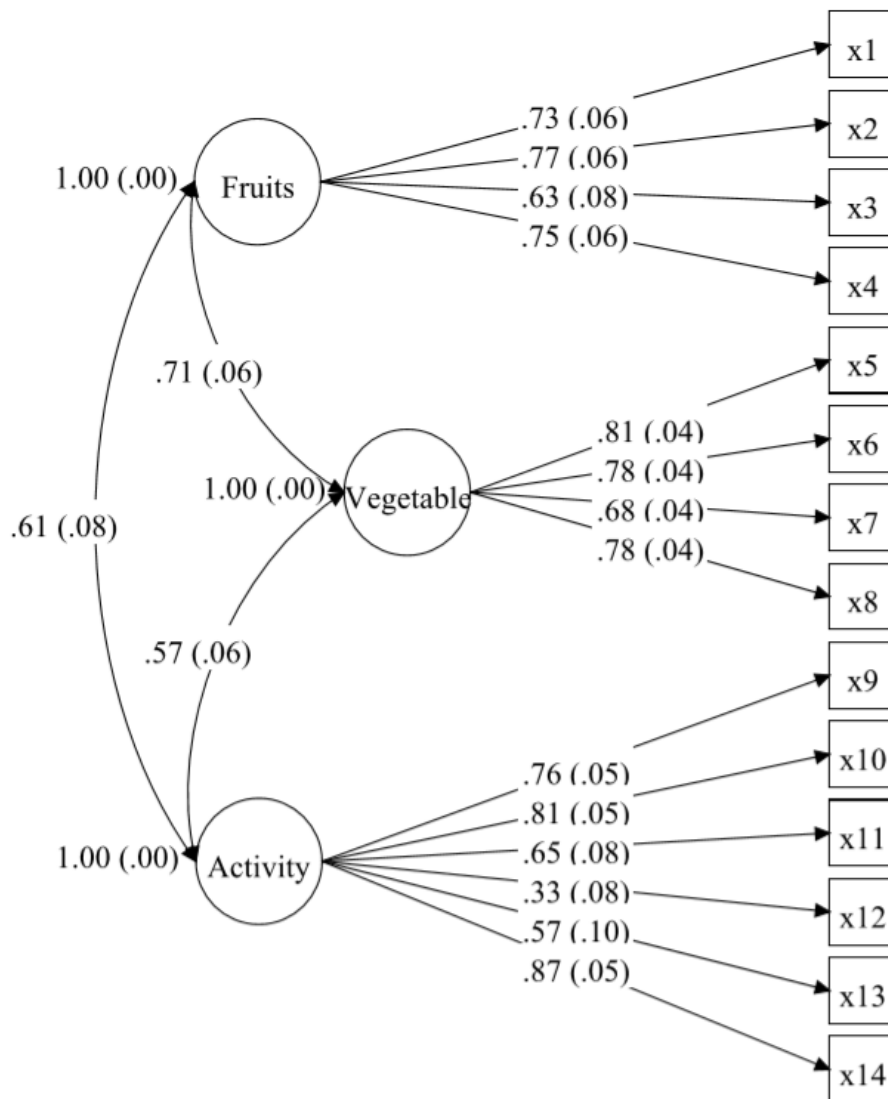 x1
.73 (.06)
x2
1.00 (.00)
Fruits
.77 (.06)
x3
.63 (.08)
.75 (.06)
x4
.71 (.06)
x5
.81 (.04)
x6
1.00 (.00)
Vegetable
.78 (.04)
.61 (.08)
.68 (.04)
x7
.78 (.04)
x8
.57 (.06)
x9
.76 (.05)
x10
.81 (.05)
1.00 (.00)
Activity
.65 (.08)
x11
.33 (.08)
x12
.57 (.10)
.87 (.05)
x13
x14